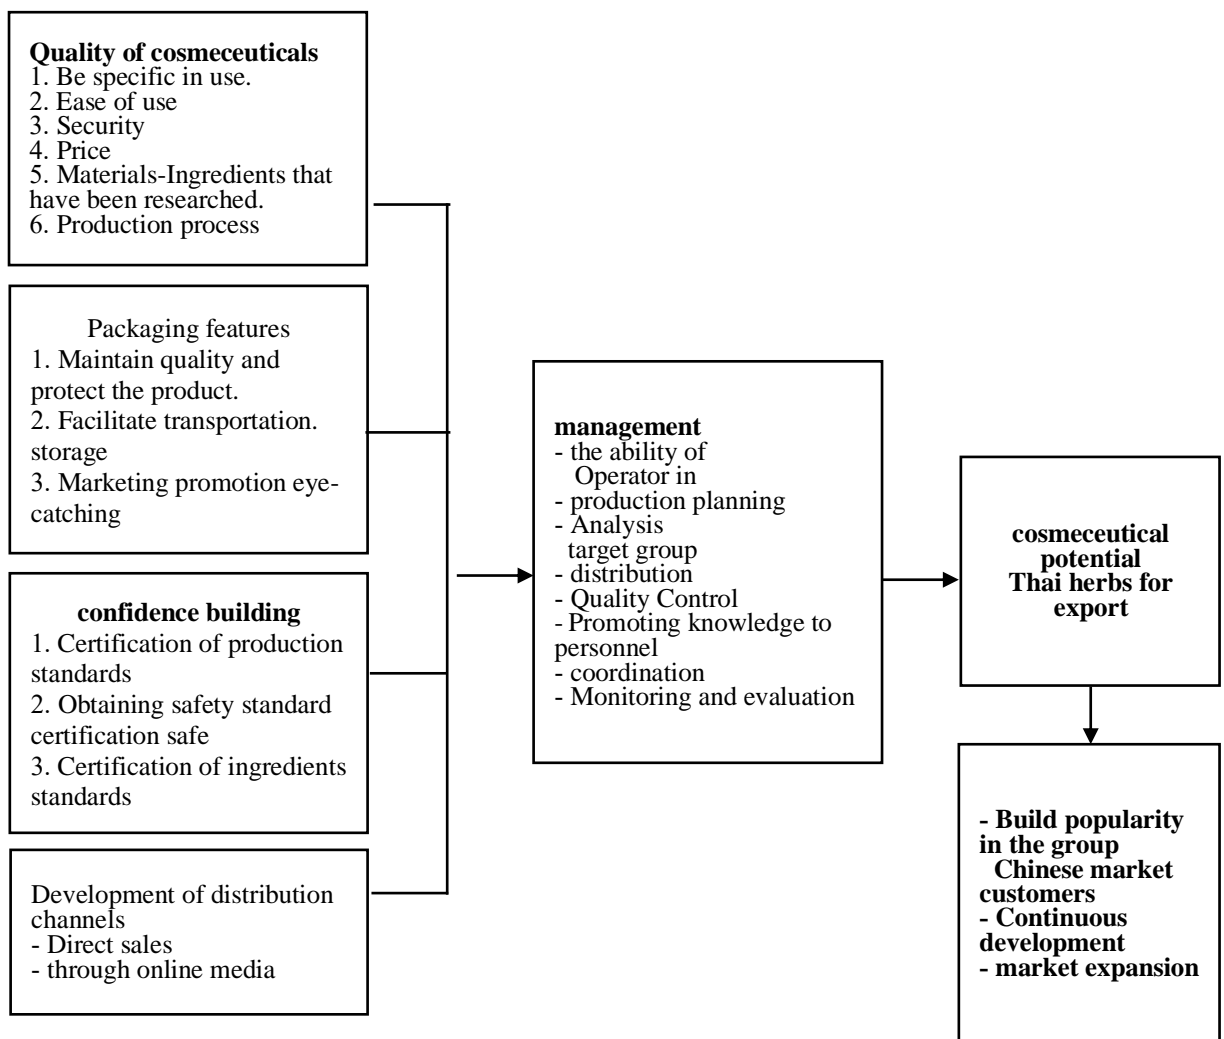 Quality of cosmeceuticals
1. Be specific in use.
2. Ease of use
3. Security
4. Price
5. Materials-Ingredients that
have been researched.
6. Production process
Packaging features
1. Maintain quality and
protect the product.
2. Facilitate transportation.
storage
3. Marketing promotion eye-
catching
confidence building
1. Certification of production
standards
2. Obtaining safety standard
certification safe
3. Certification of ingredients
standards
Development of distribution
channels
- Direct sales
- through online media
management
- the ability of
Operator in
- production planning
- Analysis
target group
- distribution
- Quality Control
- Promoting knowledge to
personnel
- coordination
- Monitoring and evaluation
cosmeceutical
potential
Thai herbs for
export
- Build popularity
in the group
Chinese market
customers
- Continuous
development
- market expansion